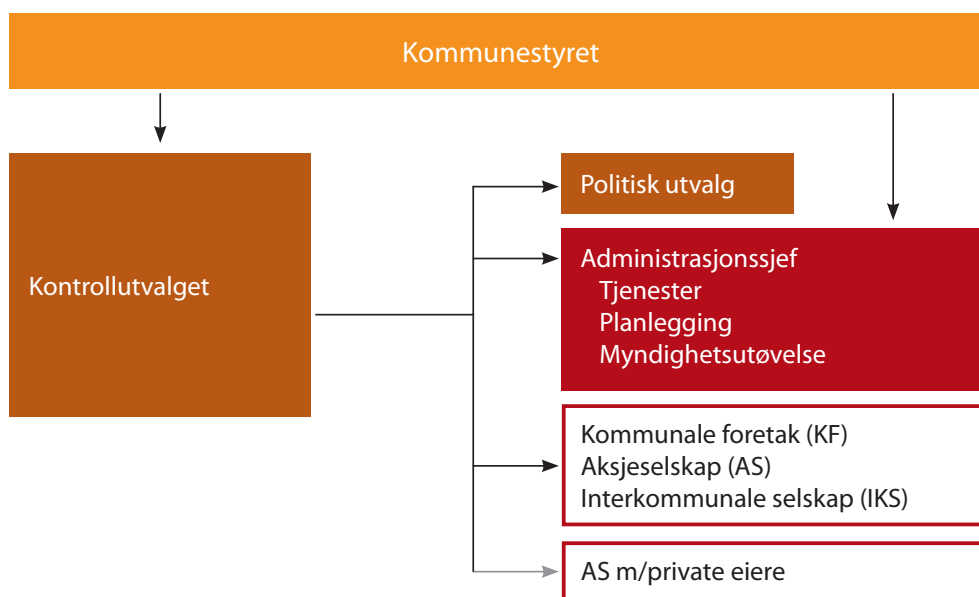 Kommunestyret
Kontrollutvalget
Politisk utvalg
Administrasjonssjef
Tjenester
Planlegging
Myndighetsutøvelse
Kommunale foretak (KF)
Aksjeselskap (AS)
Interkommunale selskap (IKS)
AS m/private eiere